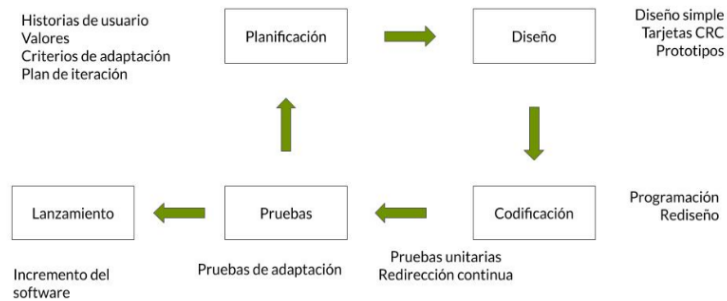 Historias de usuario
Valores
Criterios de adaptación
Plan de iteración
Planificación
Diseño
Diseño simple
Tarjetas CRC
Prototipos
Lanzamiento
Pruebas
Codificación
Programación
Rediseño
Incremento del
software
Pruebas de adaptación
Pruebas unitarias
Redirección continua